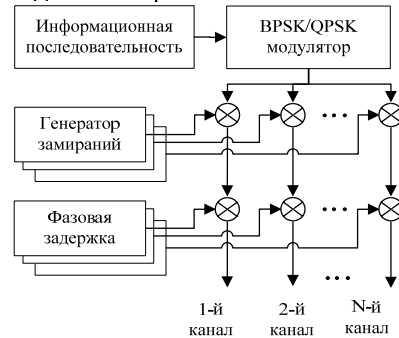 Информационная
последовательность
BPSK/QPSK
модулятор
Генератор
замираний
Фазовая
задержка
1-й
канал
2-й
канал
N-й
канал